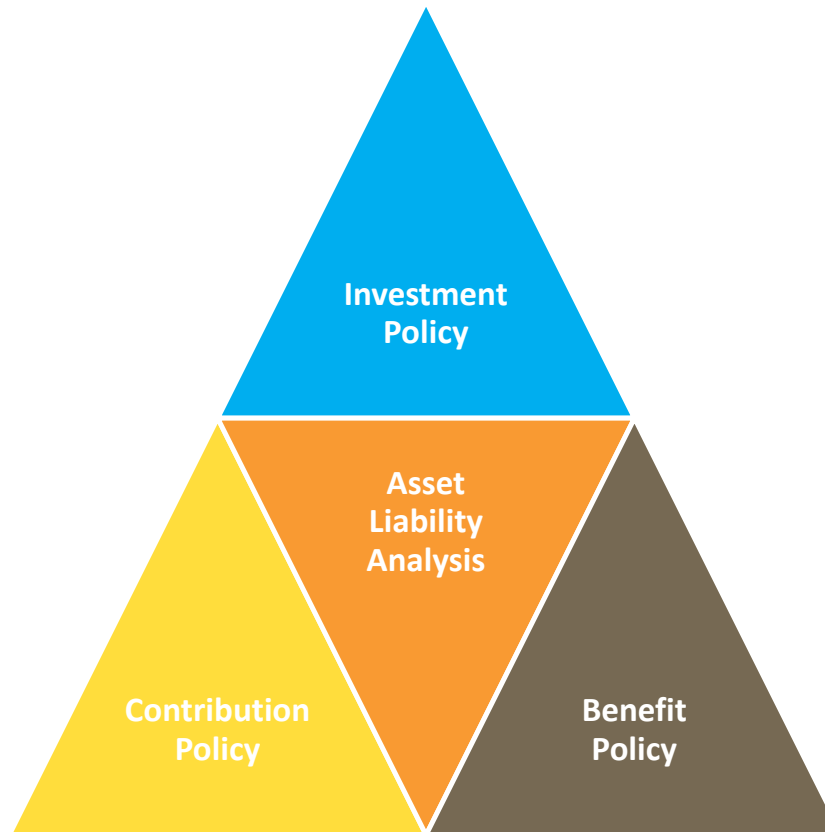 Investment
Policy
Asset
Liability
Analysis
Contribution
Policy
Benefit
Policy